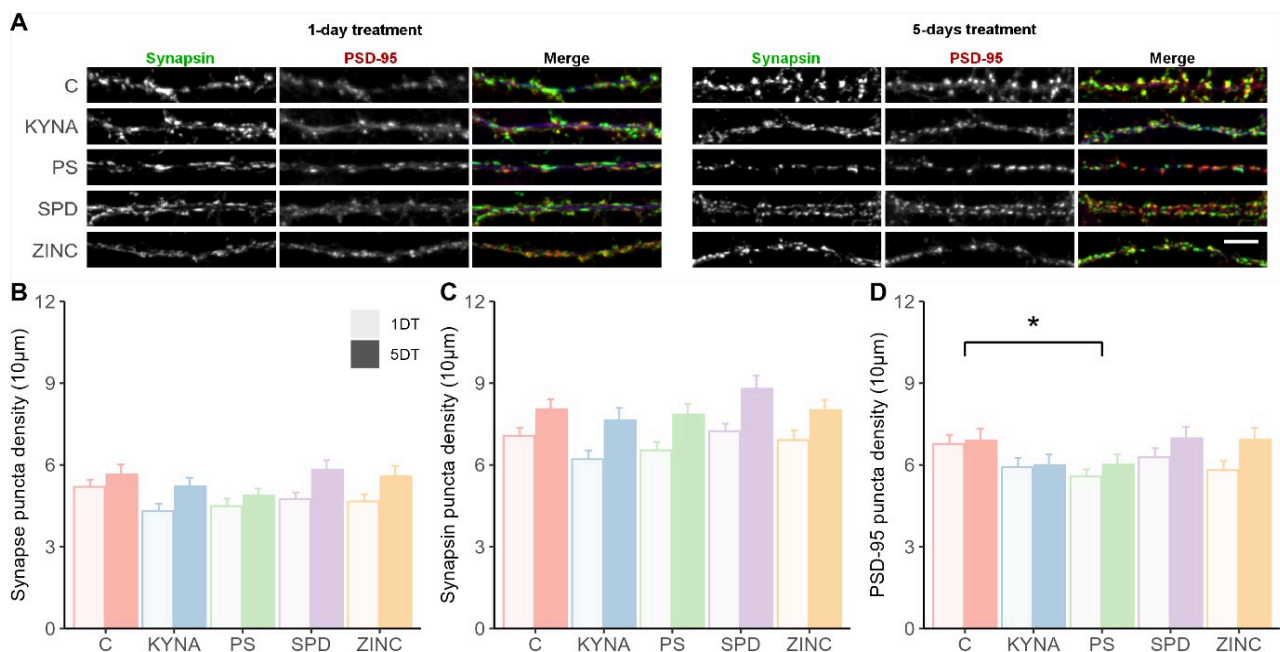 A
1-day treatment
5-days treatment
Synapsin PSD-95 Merge
Synapsin PSD-95 Merge
C
KYNA
PS
SPD
ZINC
B
Synapse puncta density (10µm)
12
9
6
3
0
1DT
5DT
C KYNA PS SPD ZINC
C
Synapsin puncta density (10µm)
12
9
6
3
0
C KYNA PS SPD ZINC
D
PSD-95 puncta density (10µm)
12
9
6
3
0
*
C KYNA PS SPD ZINC